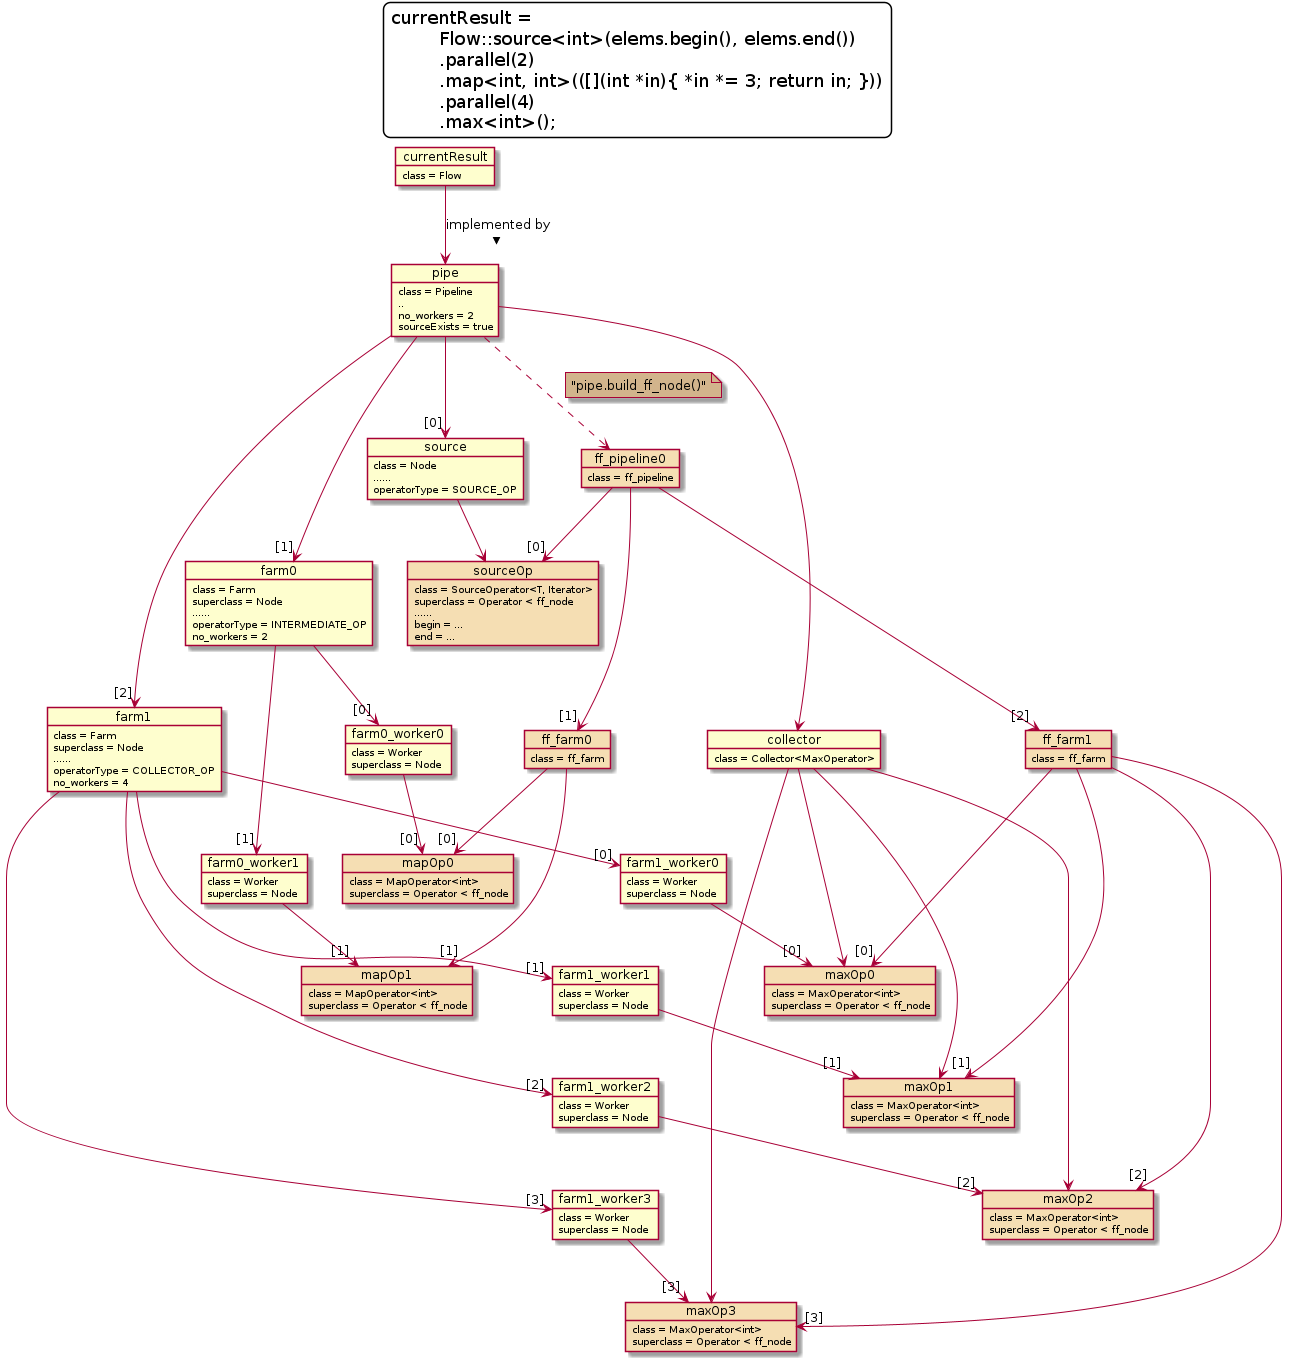 currentResult =
Flow::source<int>(elems.begin(), elems.end())
.parallel(2)
.map<int, int>(([](int *in){ *in *= 3; return in; }))
.parallel(4)
.max<int>();
currentResult
class = Flow
implemented by
▼
pipe
class = Pipeline
..
no_workers = 2
sourceExists = true
"pipe.build_ff_node()"
[0]
source
class = Node
......
operatorType = SOURCE_OP
ff_pipeline0
class = ff_pipeline
[1]
farm0
class = Farm
superclass = Node
......
operatorType = INTERMEDIATE_OP
no_workers = 2
[0]
sourceOp
class = SourceOperator<T, Iterator>
superclass = Operator < ff_node
......
begin = ...
end = ...
[2]
farm1
class = Farm
superclass = Node
......
operatorType = COLLECTOR_OP
no_workers = 4
[0]
farm0_worker0
class = Worker
superclass = Node
[1]
ff_farm0
class = ff_farm
collector
class = Collector<MaxOperator>
[2]
ff_farm1
class = ff_farm
[1]
farm0_worker1
class = Worker
superclass = Node
[0]
[0]
mapOp0
class = MapOperator<int>
superclass = Operator < ff_node
[0]
farm1_worker0
class = Worker
superclass = Node
[1]
[1]
mapOp1
class = MapOperator<int>
superclass = Operator < ff_node
[1]
farm1_worker1
class = Worker
superclass = Node
[0]
[0]
maxOp0
class = MaxOperator<int>
superclass = Operator < ff_node
[2]
farm1_worker2
class = Worker
superclass = Node
[1]
[1]
maxOp1
class = MaxOperator<int>
superclass = Operator < ff_node
[3]
farm1_worker3
class = Worker
superclass = Node
[2]
[2]
maxOp2
class = MaxOperator<int>
superclass = Operator < ff_node
[3]
[3]
maxOp3
class = MaxOperator<int>
superclass = Operator < ff_node